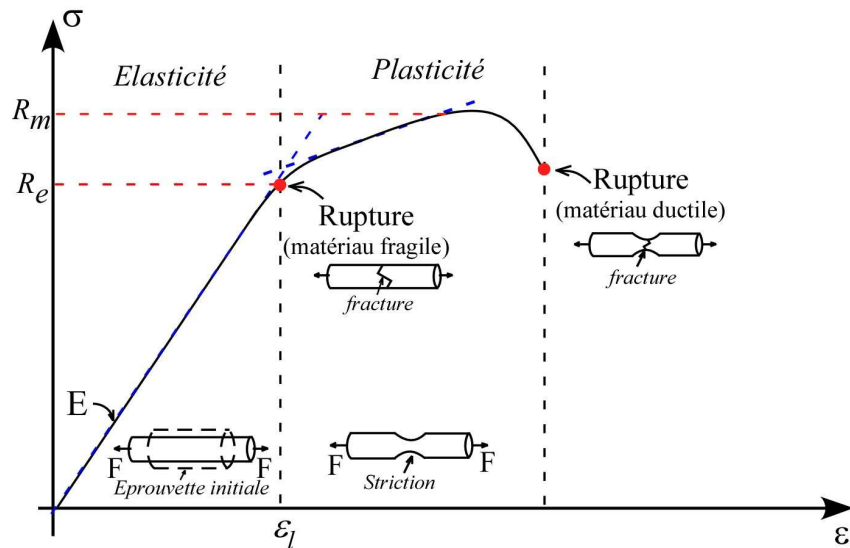 σ
Elasticité
Plasticité
R_m
R_e
Rupture
(matériau fragile)
fracture
Rupture
(matériau ductile)
fracture
E
F
F
Eprouvette initiale
F
F
Striction
ε_l
ε